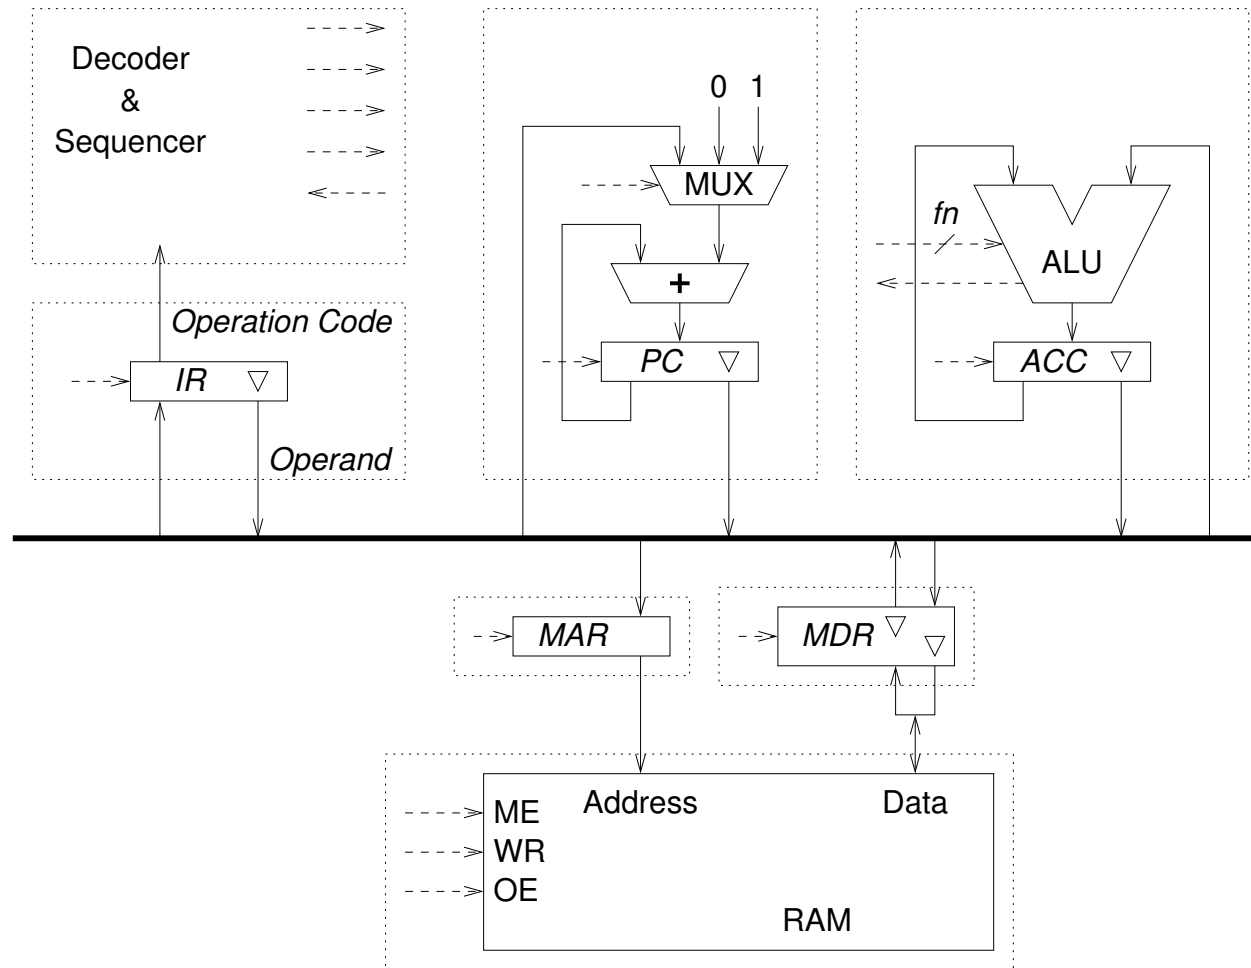 Decoder
&
Sequencer
Operation Code
IR
Operand
0 1
MUX
+
PC
fn
ALU
ACC
MAR
MDR
Address
Data
ME
WR
OE
RAM